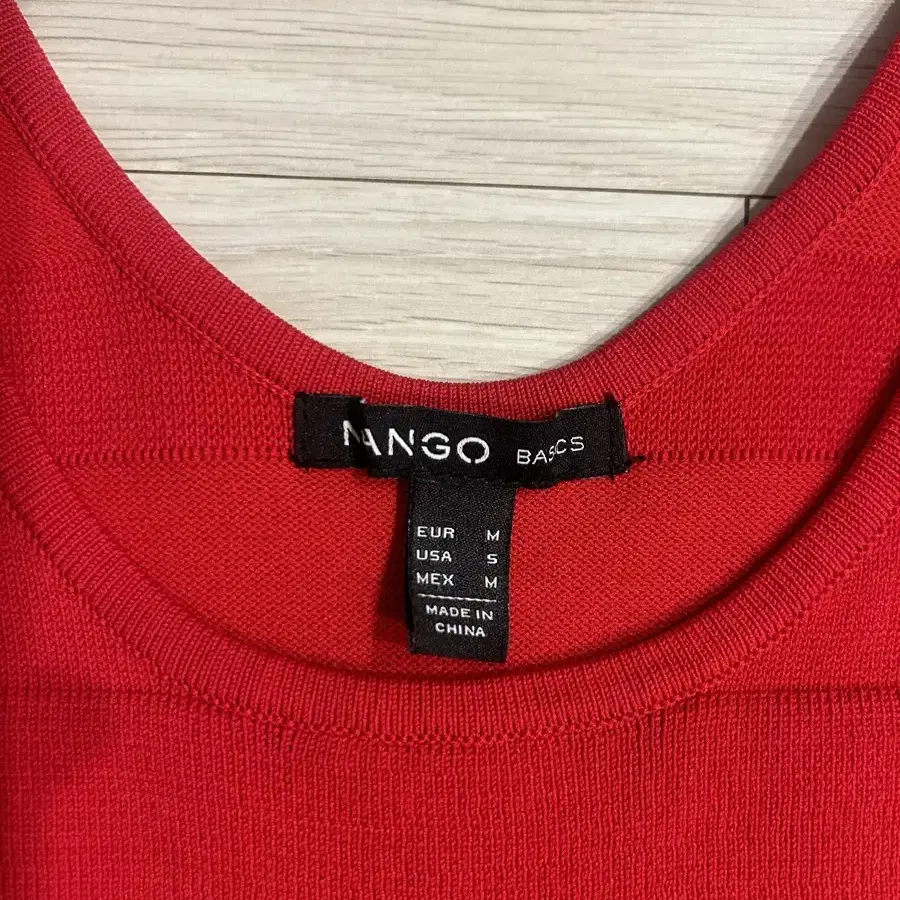 MANGO BASICS
EUR M
USA S
MEX M
MADE IN
CHINA